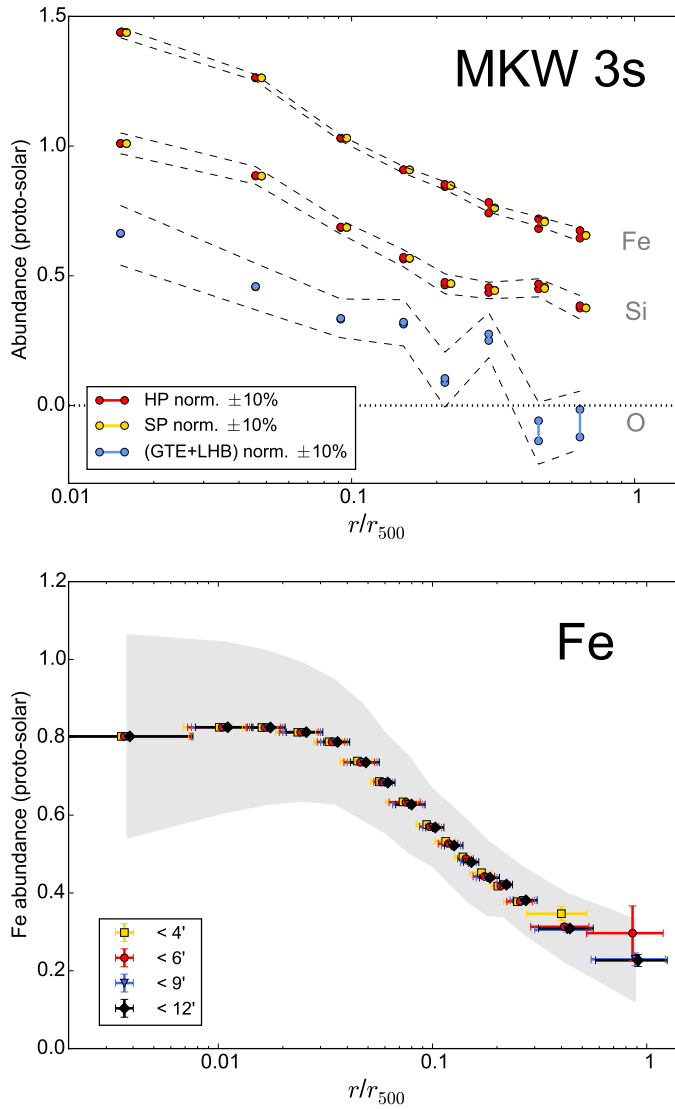 MKW 3s
1.5
1.0
0.5
0.0
Abundance (proto-solar)
Fe
Si
O
HP norm. ±10%
SP norm. ±10%
(GTE+LHB) norm. ±10%
0.01 0.1 1
r/r500
Fe
1.2
1.0
0.8
0.6
0.4
0.2
0.0
Fe abundance (proto-solar)
< 4'
< 6'
< 9'
< 12'
0.01 0.1 1
r/r500